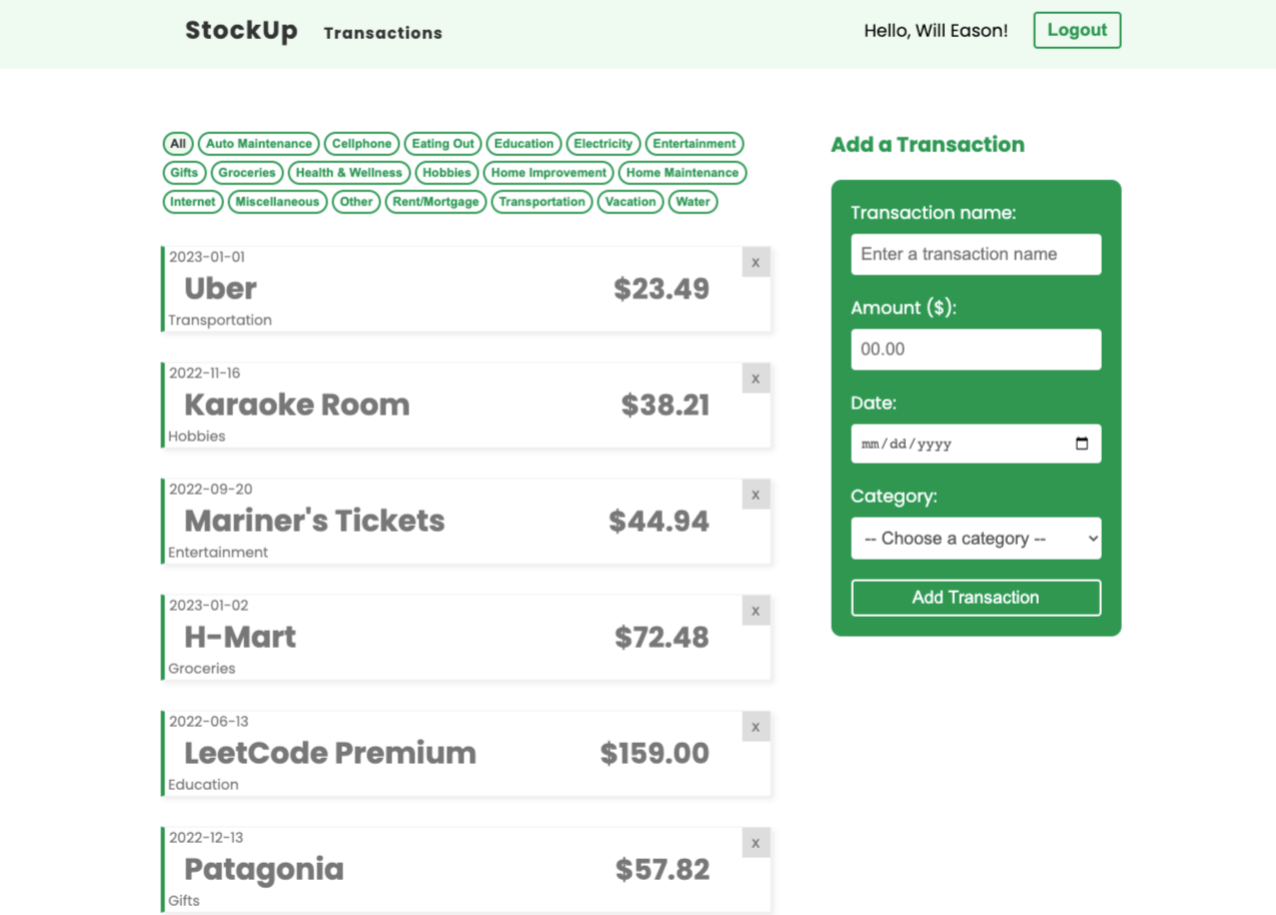 StockUp Transactions Hello, Will Eason! Logout
All Auto Maintenance Cellphone Eating Out Education Electricity Entertainment
Gifts Groceries Health & Wellness Hobbies Home Improvement Home Maintenance
Internet Miscellaneous Other Rent/Mortgage Transportation Vacation Water
2023-01-01 x
Uber $23.49
Transportation
2022-11-16 x
Karaoke Room $38.21
Hobbies
2022-09-20 x
Mariner's Tickets $44.94
Entertainment
2023-01-02 x
H-Mart $72.48
Groceries
2022-06-13 x
LeetCode Premium $159.00
Education
2022-12-13 x
Patagonia $57.82
Gifts
Add a Transaction
Transaction name:
Enter a transaction name
Amount ($):
00.00
Date:
mm/dd/yyyy
Category:
-- Choose a category --
Add Transaction